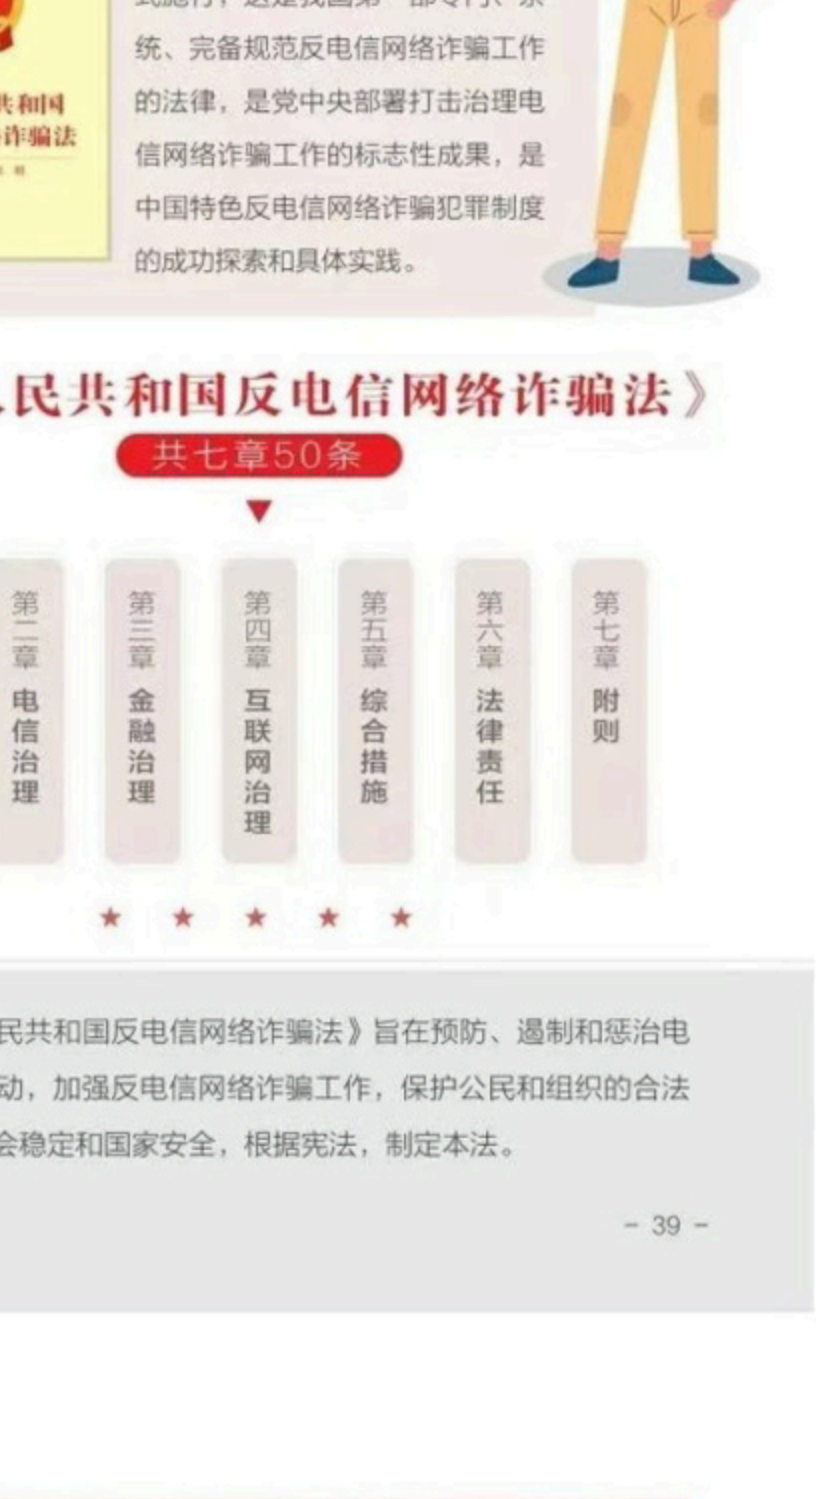 共和国
诈骗法
统、完备规范反电信网络诈骗工作
的法律，是党中央部署打击治理电
信网络诈骗工作的标志性成果，是
中国特色反电信网络诈骗犯罪制度
的成功探索和具体实践。
民共和国反电信网络诈骗法》
共七章50条
第二章 电信治理
第三章 金融治理
第四章 互联网治理
第五章 综合措施
第六章 法律责任
第七章 附则
民共和国反电信网络诈骗法》旨在预防、遏制和惩治电
动，加强反电信网络诈骗工作，保护公民和组织的合法
会稳定和国家安全，根据宪法，制定本法。
- 39 -